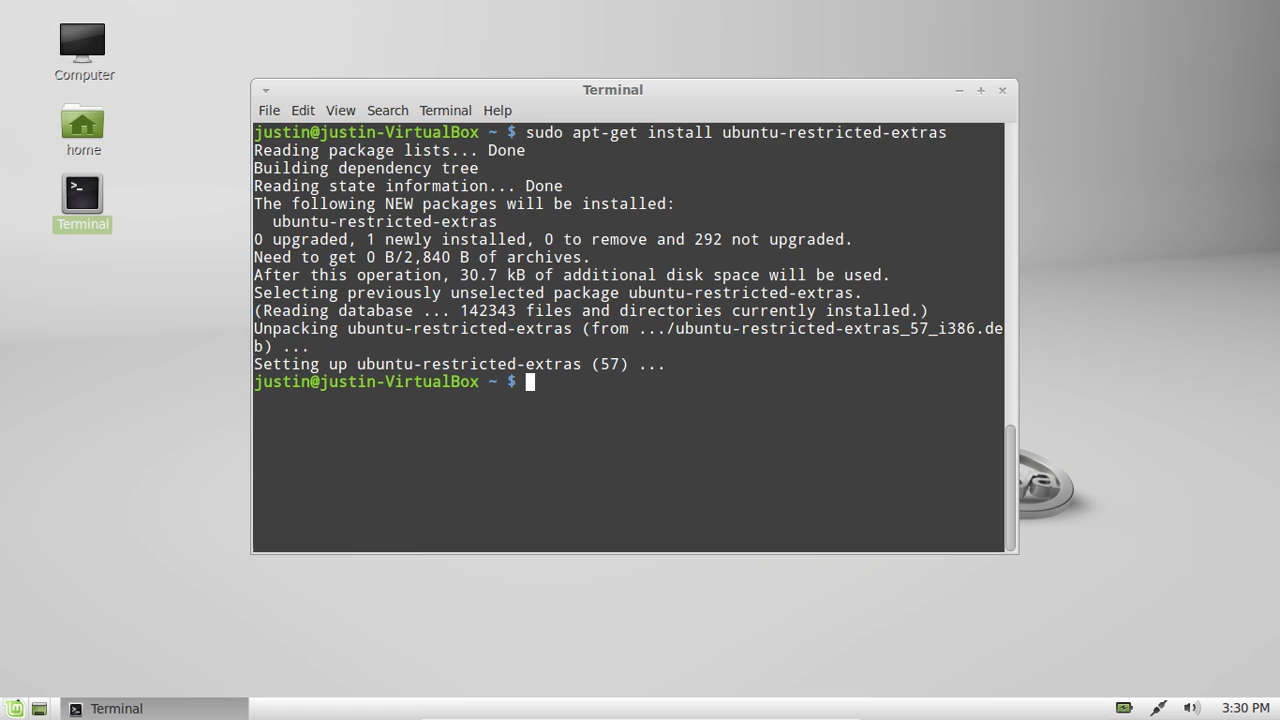 Computer
home
Terminal
Terminal
File Edit View Search Terminal Help
justin@justin-VirtualBox ~ $ sudo apt-get install ubuntu-restricted-extras
Reading package lists... Done
Building dependency tree
Reading state information... Done
The following NEW packages will be installed:
  ubuntu-restricted-extras
0 upgraded, 1 newly installed, 0 to remove and 292 not upgraded.
Need to get 0 B/2,840 B of archives.
After this operation, 30.7 kB of additional disk space will be used.
Selecting previously unselected package ubuntu-restricted-extras.
(Reading database ... 142343 files and directories currently installed.)
Unpacking ubuntu-restricted-extras (from .../ubuntu-restricted-extras_57_i386.de
b) ...
Setting up ubuntu-restricted-extras (57) ...
justin@justin-VirtualBox ~ $
Terminal
3:30 PM